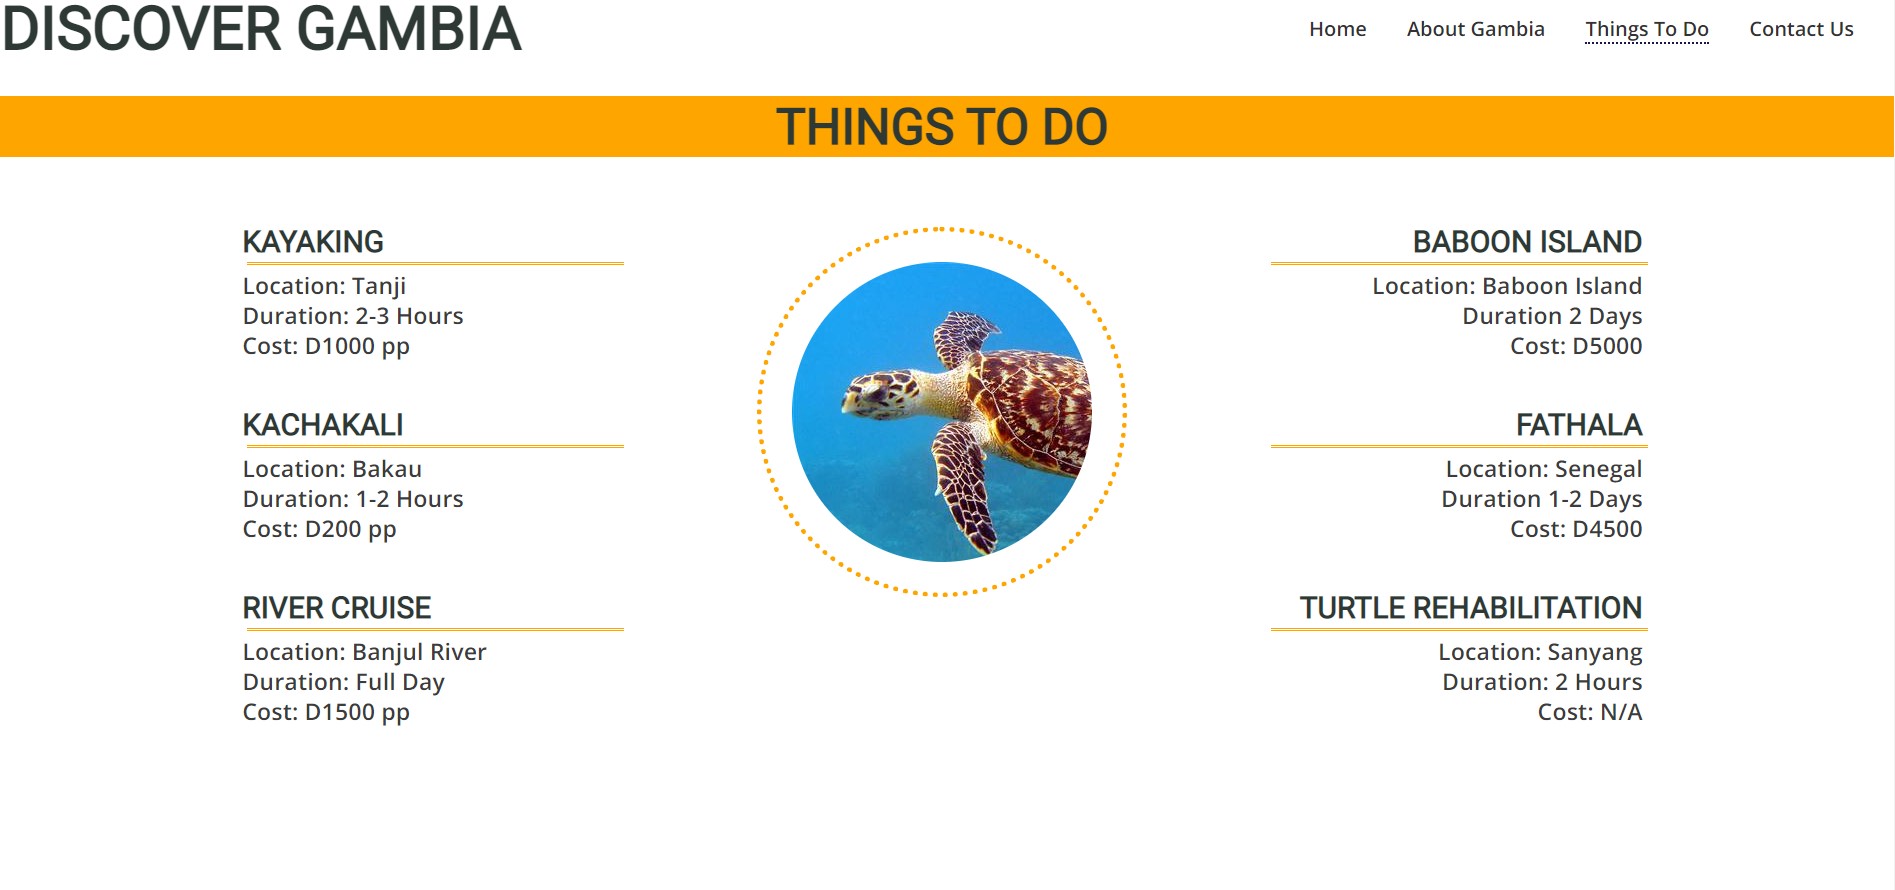 DISCOVER GAMBIA
Home
About Gambia
Things To Do
Contact Us
THINGS TO DO
KAYAKING
Location: Tanji
Duration: 2-3 Hours
Cost: D1000 pp
KACHAKALI
Location: Bakau
Duration: 1-2 Hours
Cost: D200 pp
RIVER CRUISE
Location: Banjul River
Duration: Full Day
Cost: D1500 pp
BABOON ISLAND
Location: Baboon Island
Duration 2 Days
Cost: D5000
FATHALA
Location: Senegal
Duration 1-2 Days
Cost: D4500
TURTLE REHABILITATION
Location: Sanyang
Duration: 2 Hours
Cost: N/A